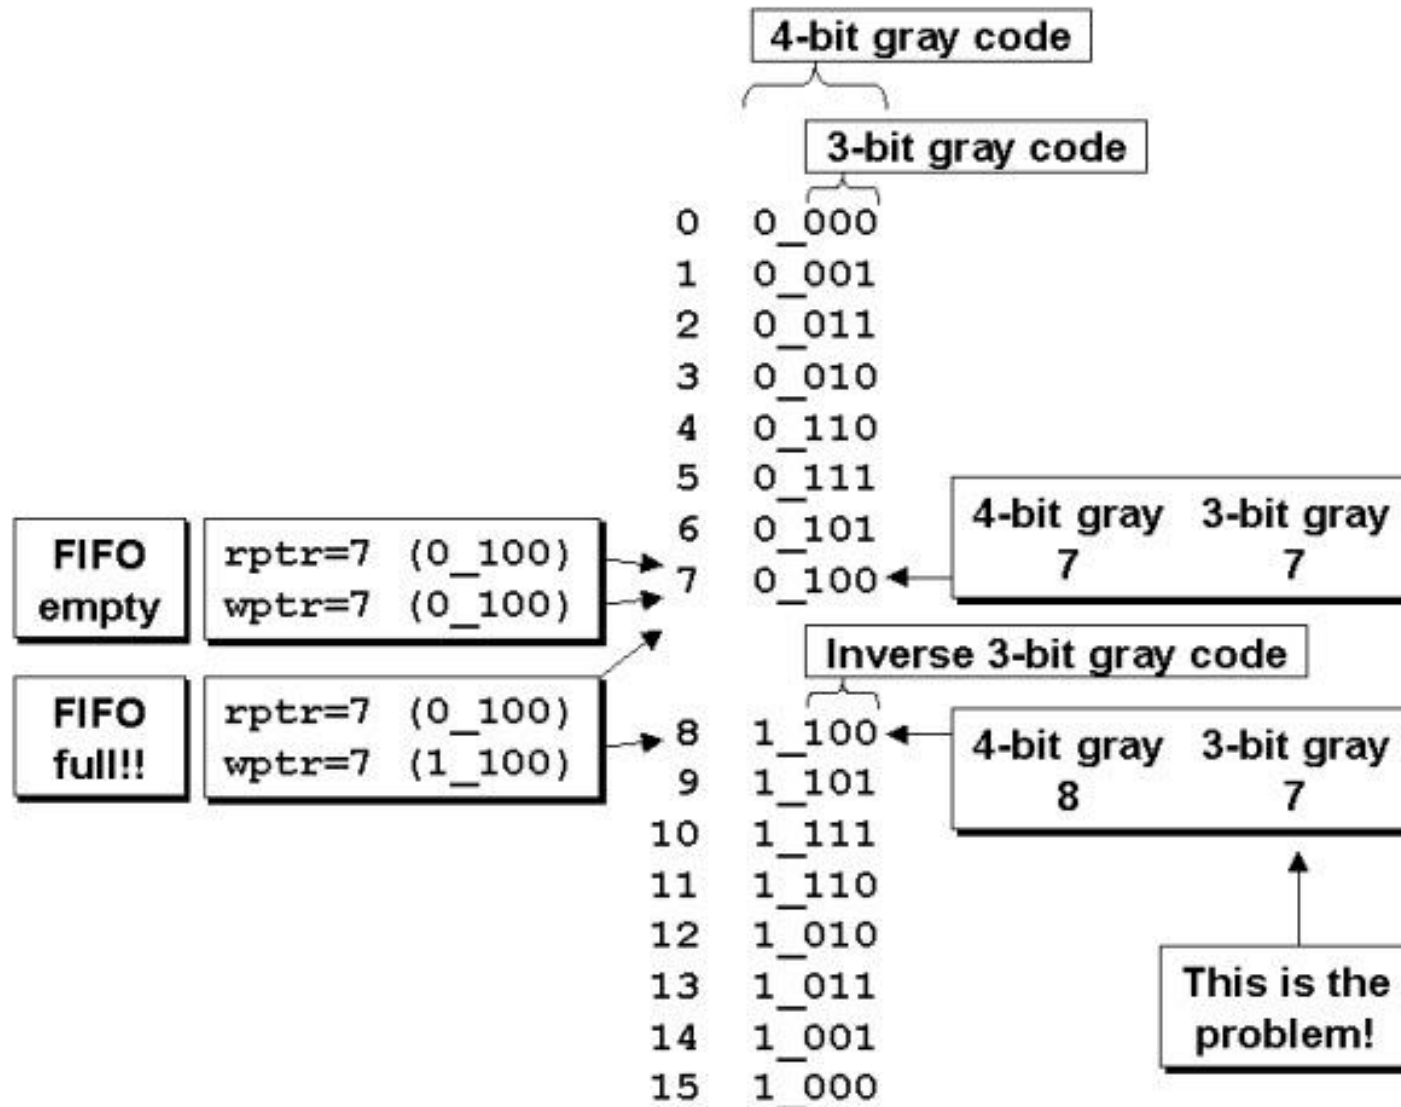 4-bit gray code
3-bit gray code
0 0_000
1 0_001
2 0_011
3 0_010
4 0_110
5 0_111
6 0_101
7 0_100
FIFO
empty
rptr=7 (0_100)
wptr=7 (0_100)
4-bit gray 3-bit gray
7 7
Inverse 3-bit gray code
FIFO
full!!
rptr=7 (0_100)
wptr=7 (1_100)
8 1_100
9 1_101
10 1_111
11 1_110
12 1_010
13 1_011
14 1_001
15 1_000
4-bit gray 3-bit gray
8 7
This is the
problem!